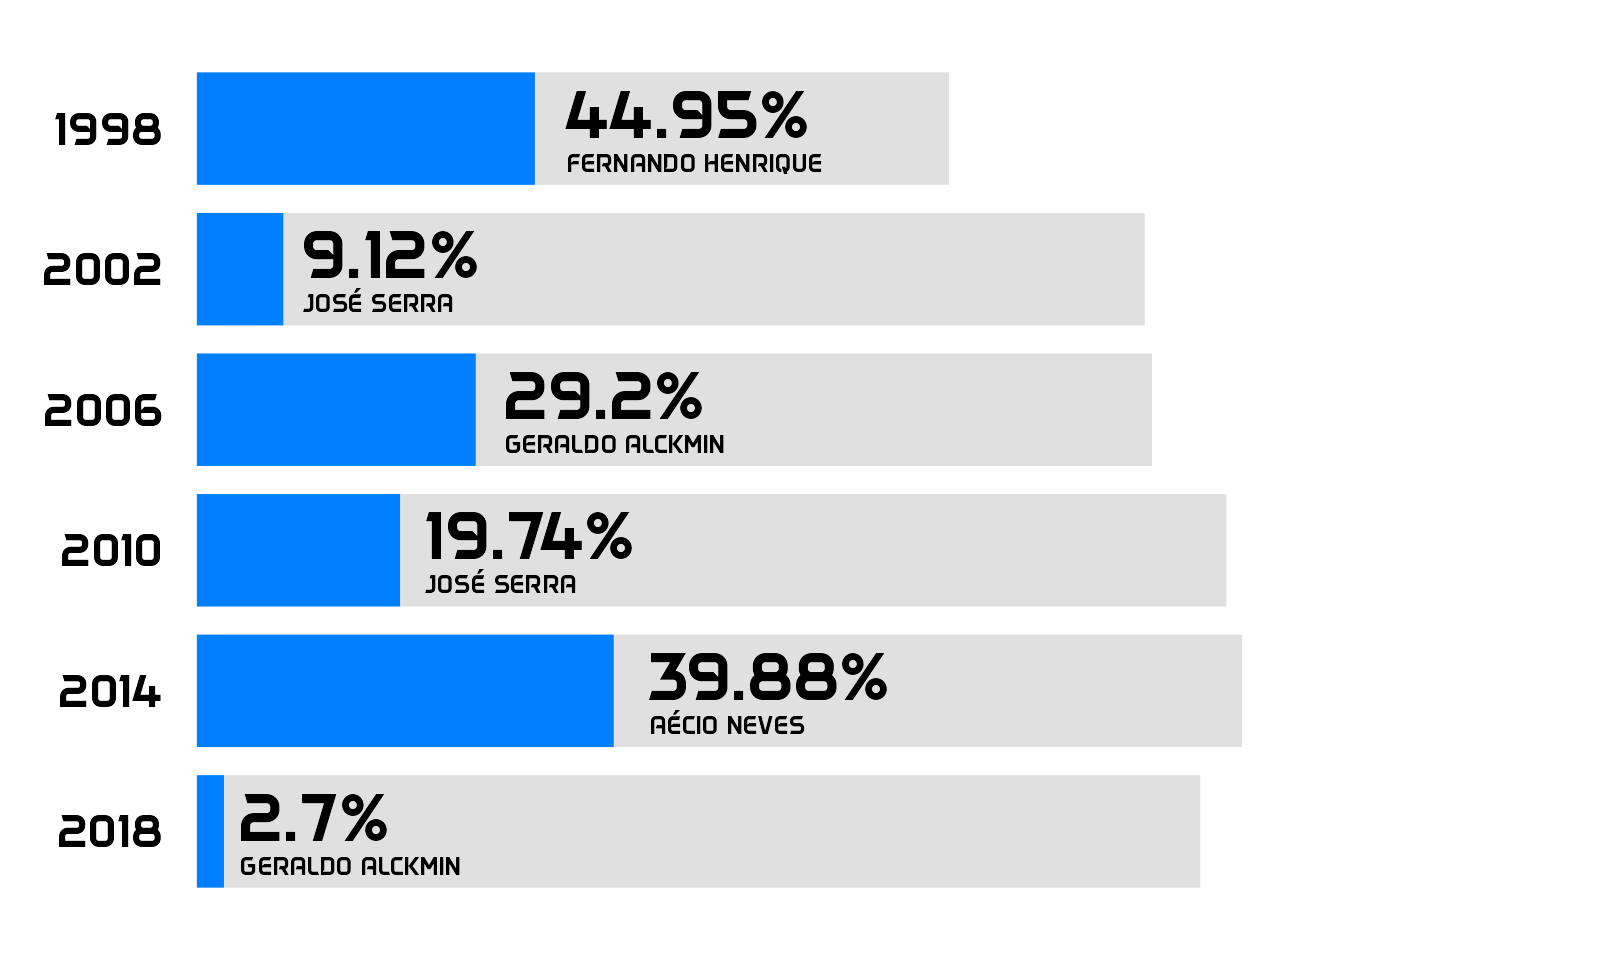 1998
44.95%
FERNANDO HENRIQUE
2002
9.12%
JOSÉ SERRA
2006
29.2%
GERALDO ALCKMIN
2010
19.74%
JOSÉ SERRA
2014
39.88%
AÉCIO NEVES
2018
2.7%
GERALDO ALCKMIN